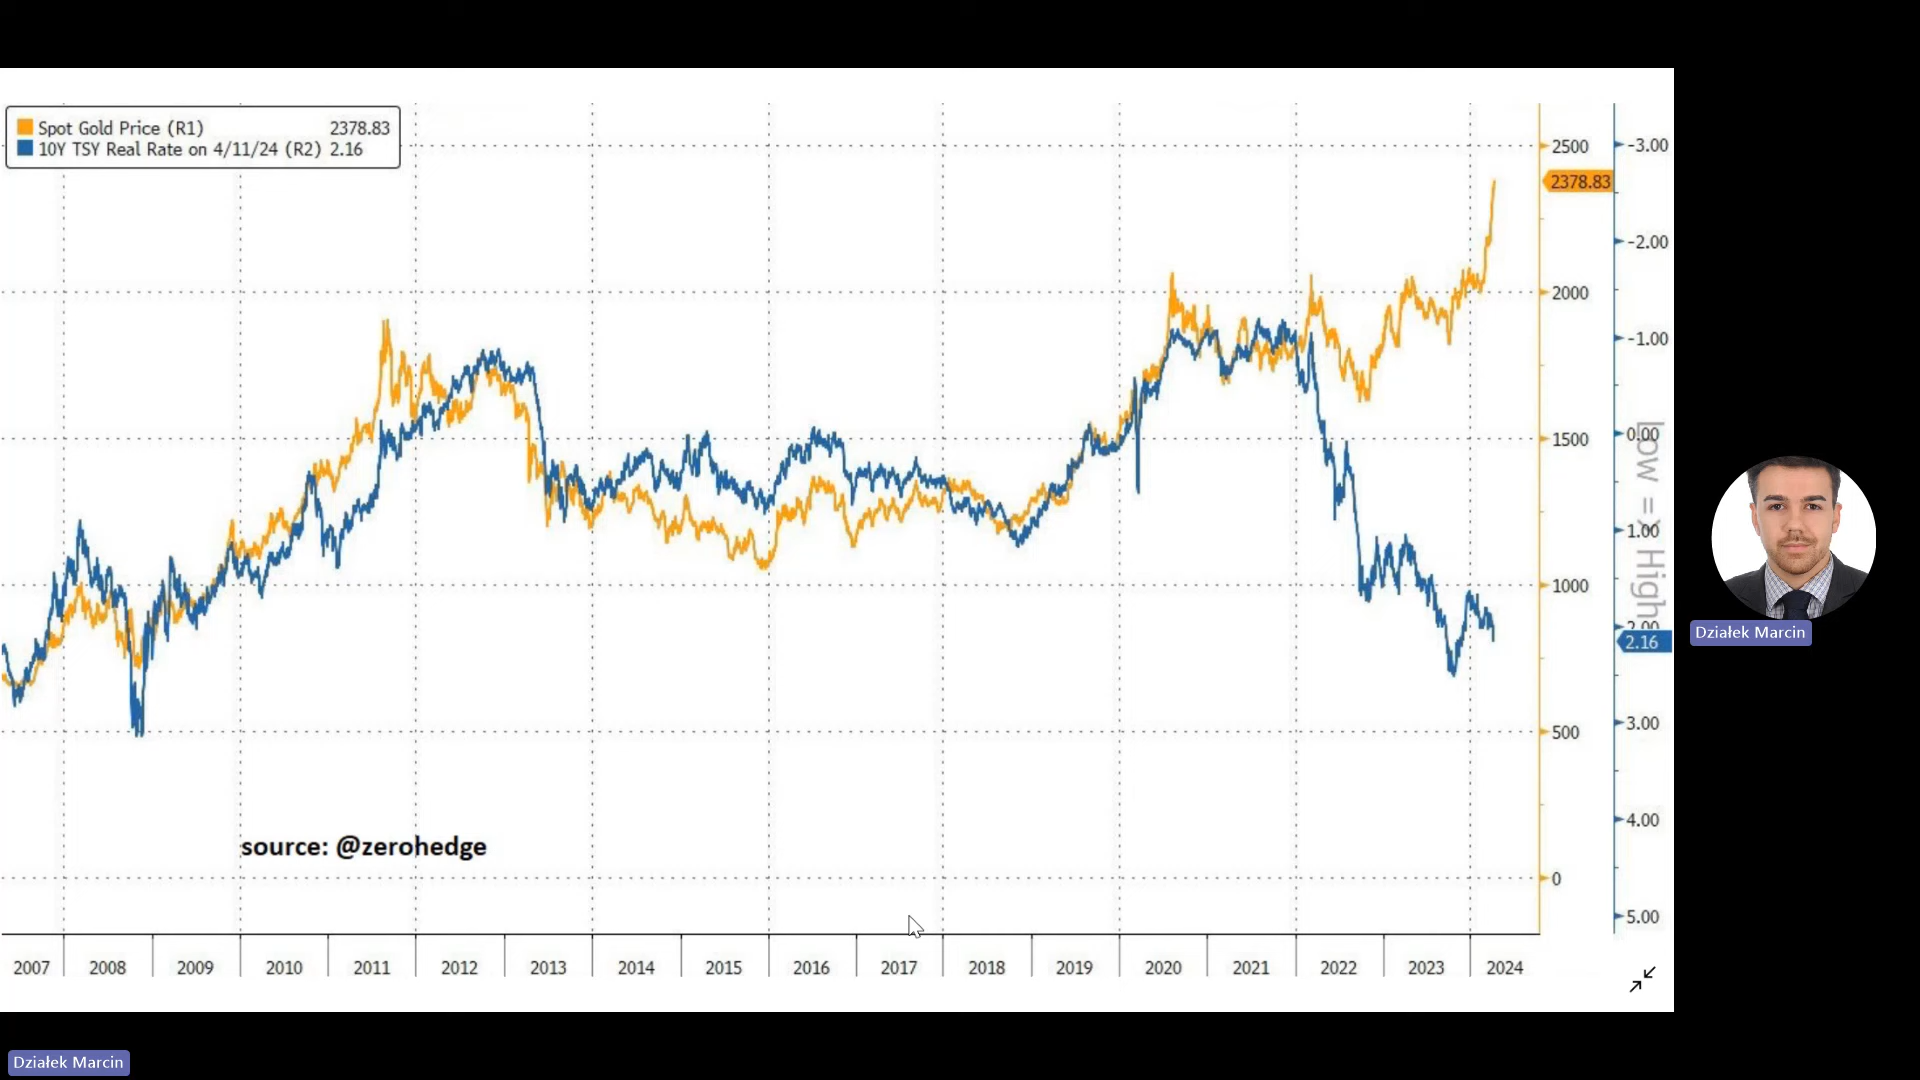 Spot Gold Price (R1) 2378.83
10Y TSY Real Rate on 4/11/24 (R2) 2.16
2500
2378.83
2000
1500
1000
500
0
-3.00
-2.00
-1.00
0.00
1.00
2.00
2.16
3.00
4.00
5.00
Low = High
source: @zerohedge
2007 2008 2009 2010 2011 2012 2013 2014 2015 2016 2017 2018 2019 2020 2021 2022 2023 2024
Działek Marcin
Działek Marcin